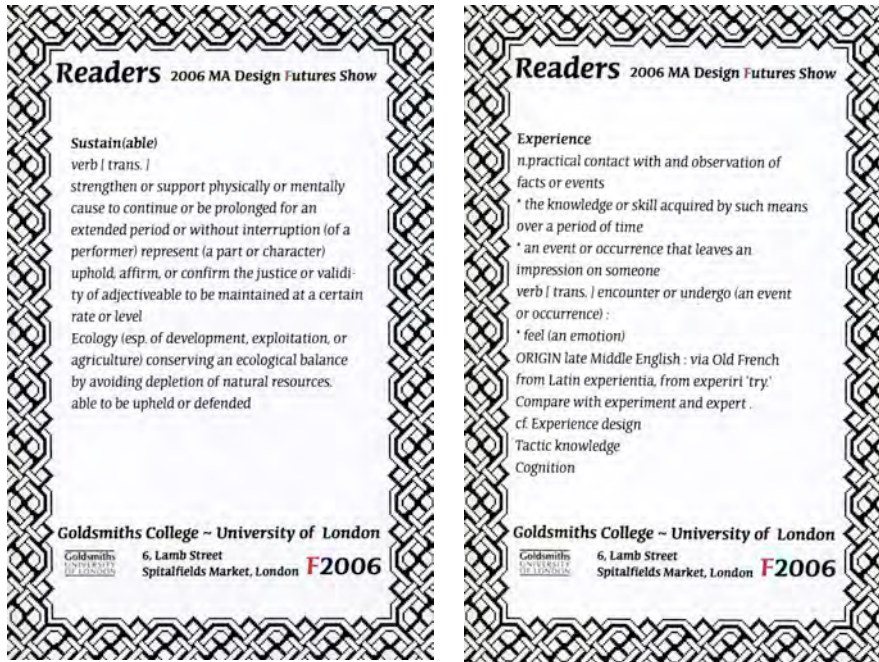 Readers 2006 MA Design Futures Show
Sustain(able)
verb [ trans. ]
strengthen or support physically or mentally
cause to continue or be prolonged for an
extended period or without interruption (of a
performer) represent (a part or character)
uphold, affirm, or confirm the justice or validi-
ty of adjectiveable to be maintained at a certain
rate or level
Ecology (esp. of development, exploitation, or
agriculture) conserving an ecological balance
by avoiding depletion of natural resources.
able to be upheld or defended
Goldsmiths College ~ University of London
Goldsmiths
UNIVERSITY
OF LONDON
6, Lamb Street
Spitalfields Market, London F2006
Readers 2006 MA Design Futures Show
Experience
n.practical contact with and observation of
facts or events
* the knowledge or skill acquired by such means
over a period of time
* an event or occurrence that leaves an
impression on someone
verb [ trans. ] encounter or undergo (an event
or occurrence) :
* feel (an emotion)
ORIGIN late Middle English : via Old French
from Latin experientia, from experiri 'try.'
Compare with experiment and expert .
cf. Experience design
Tactic knowledge
Cognition
Goldsmiths College ~ University of London
Goldsmiths
UNIVERSITY
OF LONDON
6, Lamb Street
Spitalfields Market, London F2006